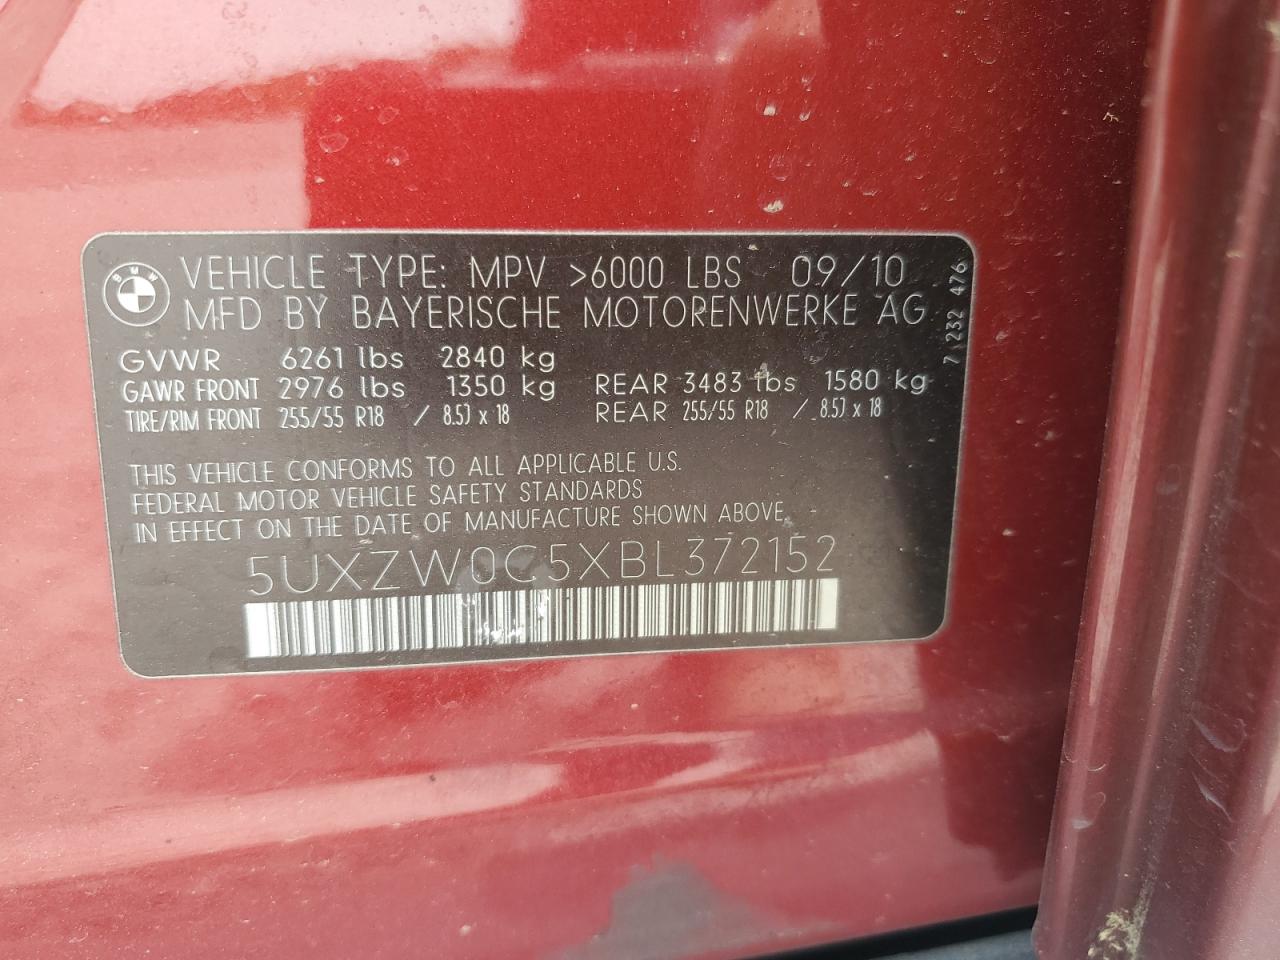 BMW
VEHICLE TYPE: MPV >6000 LBS 09/10
MFD BY BAYERISCHE MOTORENWERKE AG
7 232 476
GVWR 6261 lbs 2840 kg
GAWR FRONT 2976 lbs 1350 kg REAR 3483 lbs 1580 kg
TIRE/RIM FRONT 255/55 R18 / 8.5J x 18 REAR 255/55 R18 / 8.5J x 18
THIS VEHICLE CONFORMS TO ALL APPLICABLE U.S.
FEDERAL MOTOR VEHICLE SAFETY STANDARDS
IN EFFECT ON THE DATE OF MANUFACTURE SHOWN ABOVE.
5UXZW0C5XBL372152